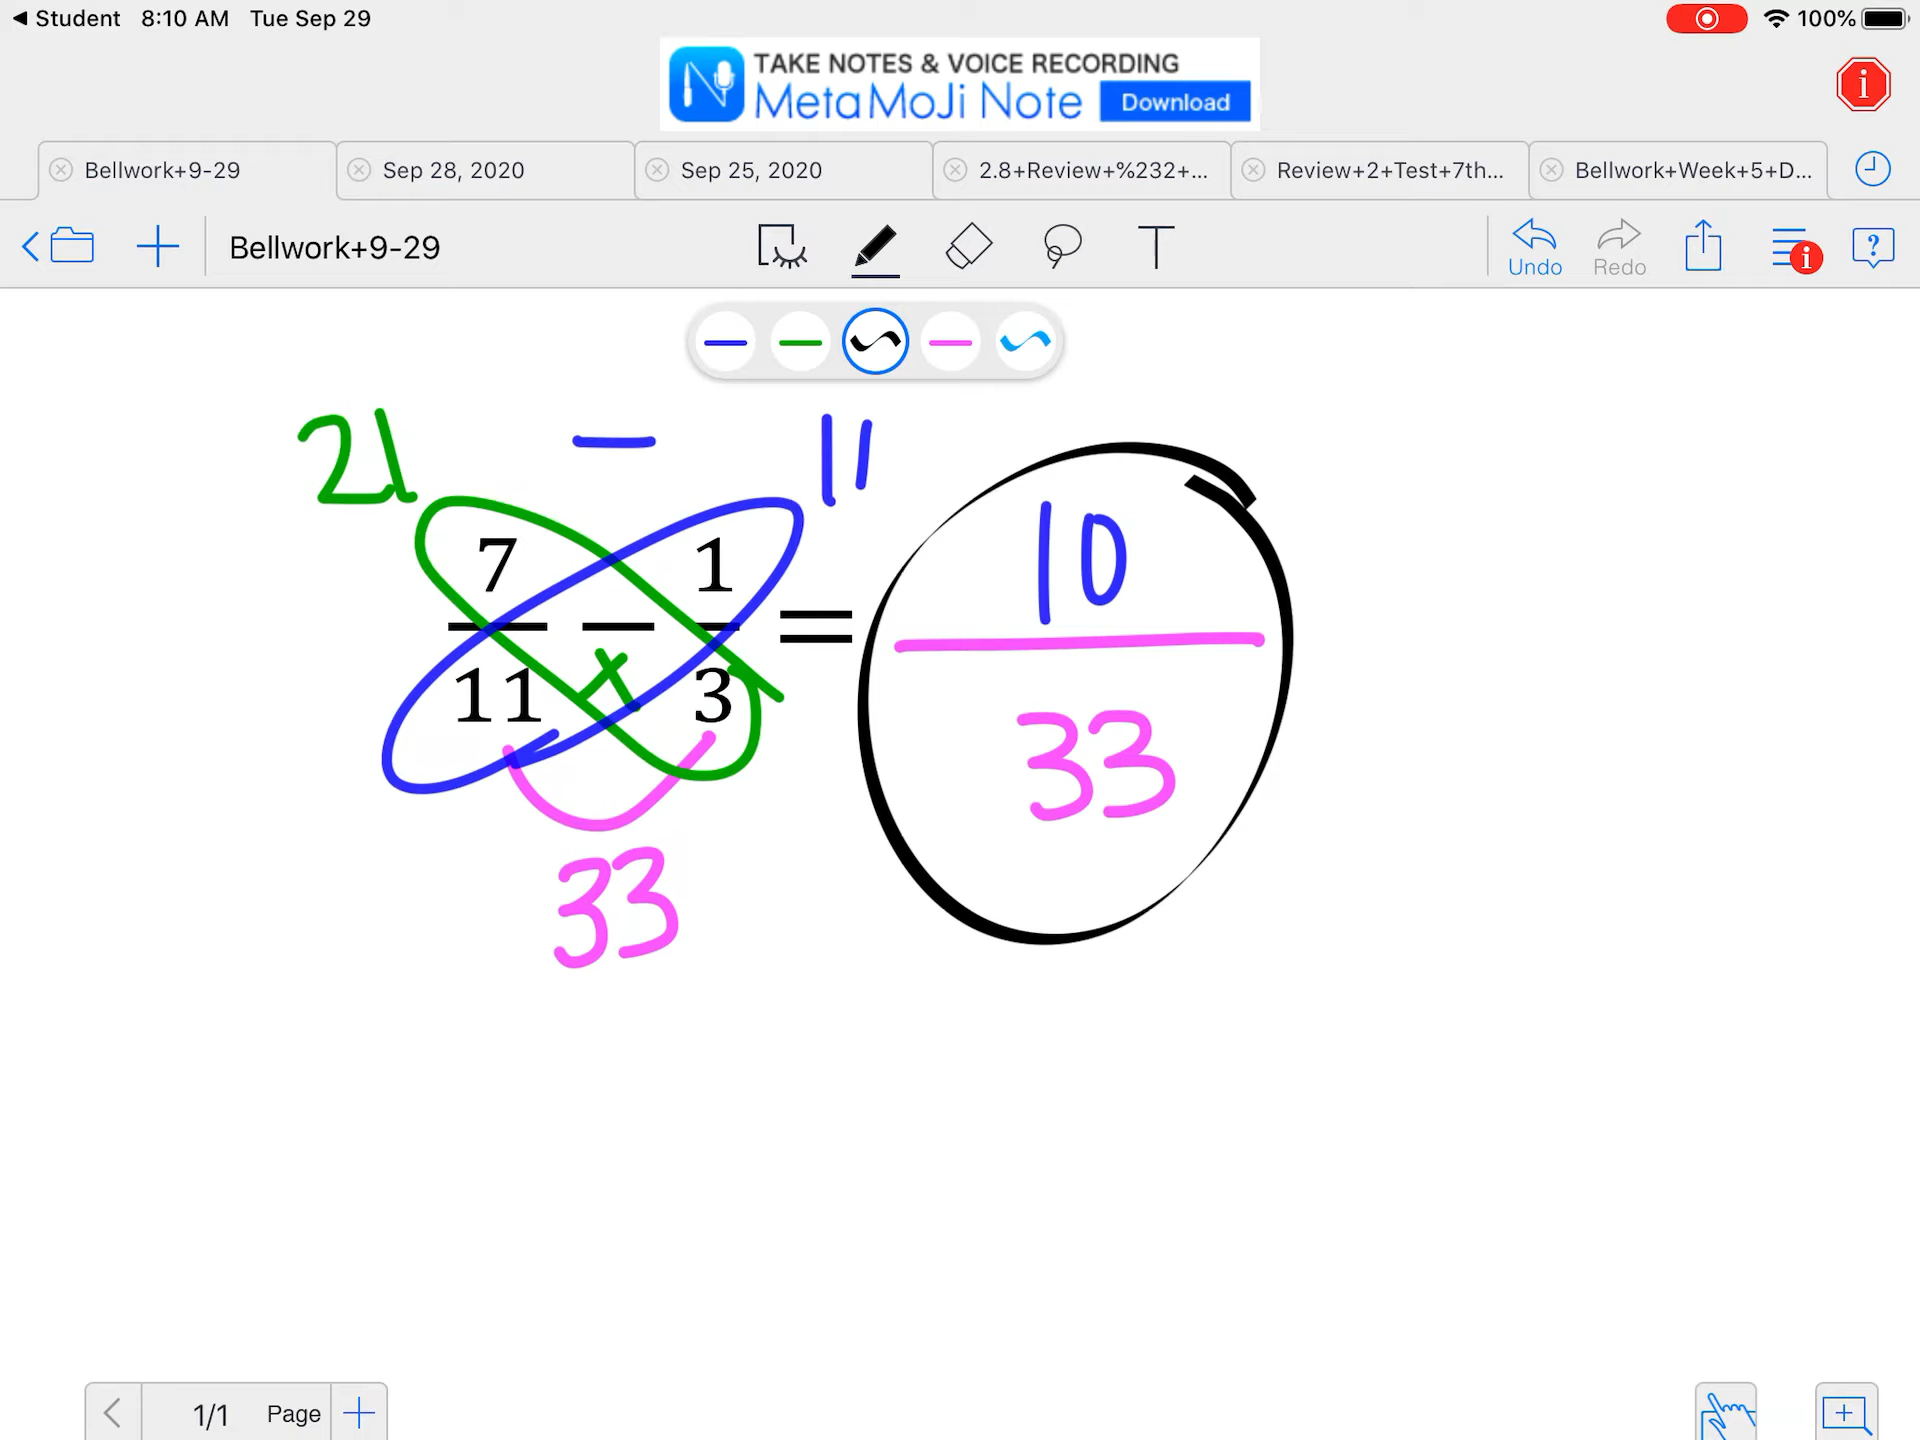 Student 8:10 AM Tue Sep 29 100%
TAKE NOTES & VOICE RECORDING
MetaMoJi Note Download
Bellwork+9-29 Sep 28, 2020 Sep 25, 2020 2.8+Review+%232+... Review+2+Test+7th... Bellwork+Week+5+D...
Bellwork+9-29 T Undo Redo
21 − 11
7/11 − 1/3 = 10/33
×
33
1/1 Page